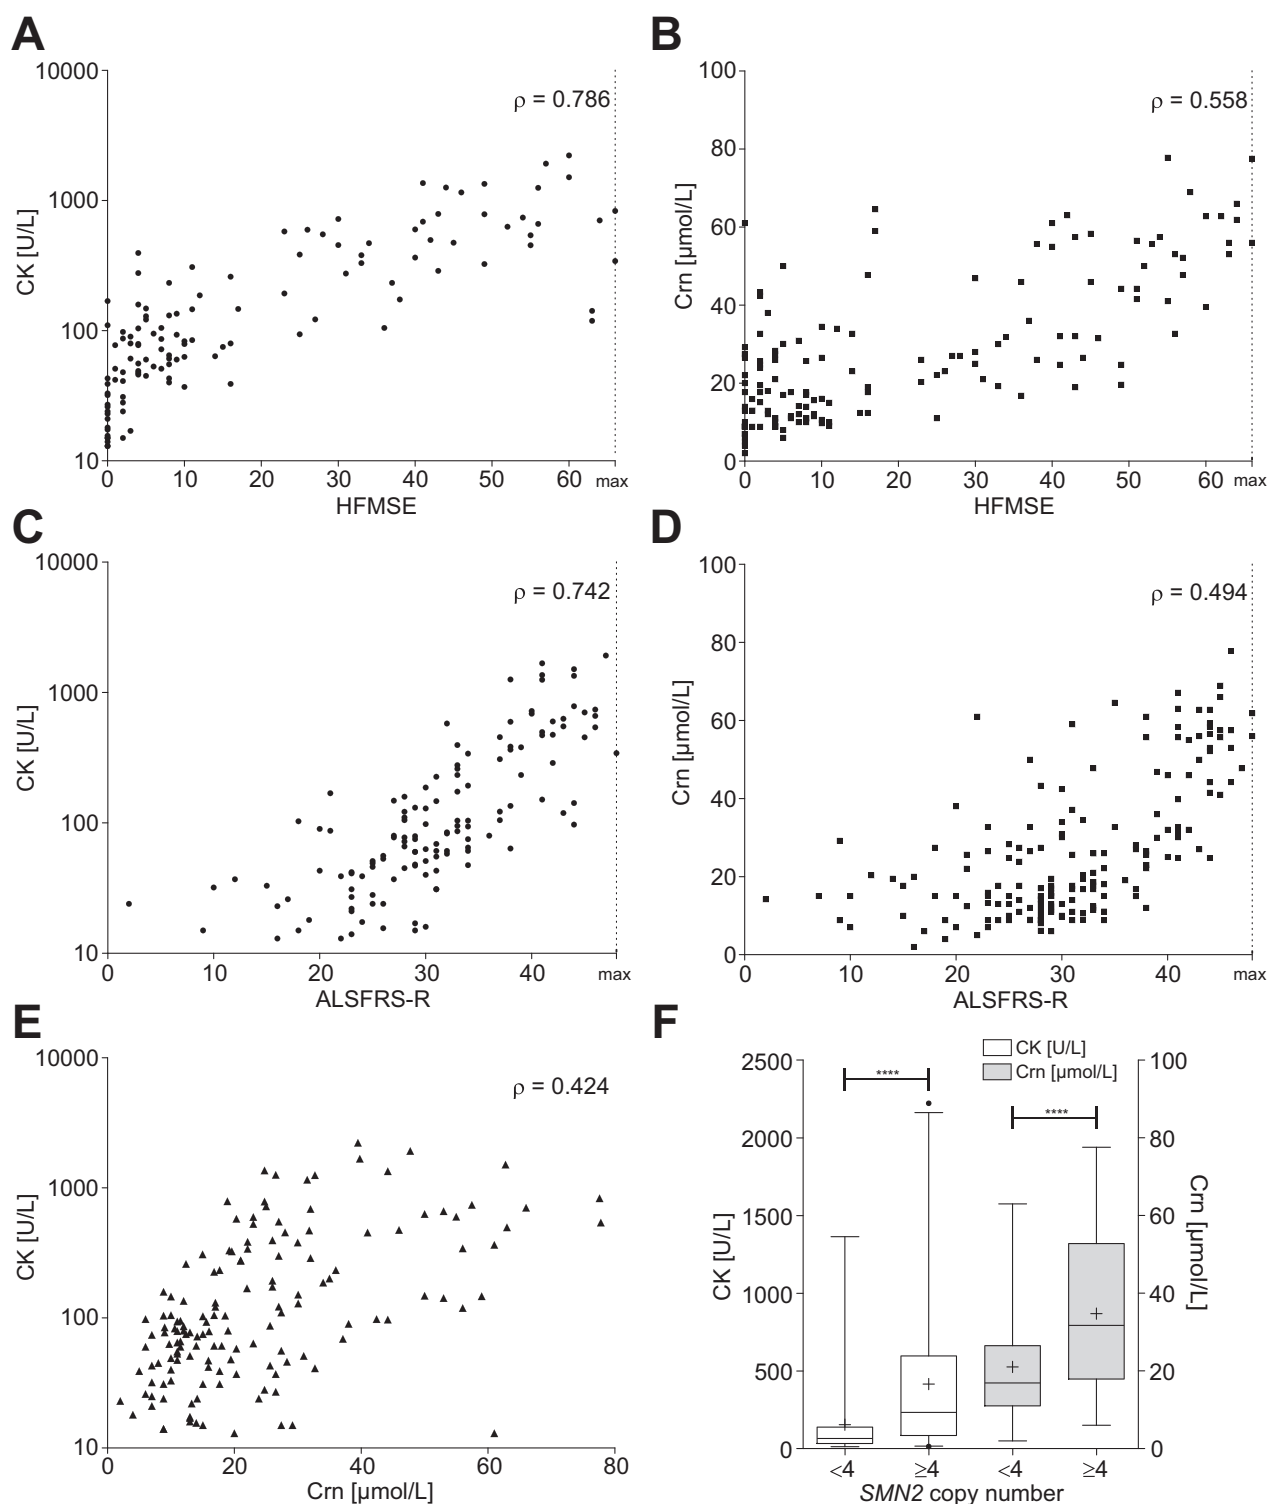 A
10000
1000
100
10
CK [U/L]
ρ = 0.786
0 10 20 30 40 50 60 max
HFMSE
B
100
80
60
40
20
0
Crn [µmol/L]
ρ = 0.558
0 10 20 30 40 50 60 max
HFMSE
C
10000
1000
100
10
CK [U/L]
ρ = 0.742
0 10 20 30 40 max
ALSFRS-R
D
100
80
60
40
20
0
Crn [µmol/L]
ρ = 0.494
0 10 20 30 40 max
ALSFRS-R
E
10000
1000
100
10
CK [U/L]
ρ = 0.424
0 20 40 60 80
Crn [µmol/L]
F
CK [U/L]
Crn [µmol/L]
2500
2000
1500
1000
500
0
CK [U/L]
****
****
100
80
60
40
20
0
Crn [µmol/L]
<4 ≥4 <4 ≥4
SMN2 copy number